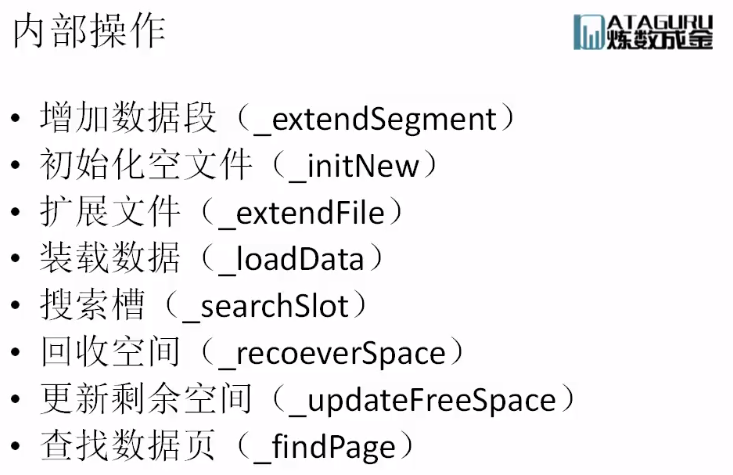 内部操作
ATAGURU
炼数成金
• 增加数据段（_extendSegment）
• 初始化空文件（_initNew）
• 扩展文件（_extendFile）
• 装载数据（_loadData）
• 搜索槽（_searchSlot）
• 回收空间（_recoeverSpace）
• 更新剩余空间（_updateFreeSpace）
• 查找数据页（_findPage）